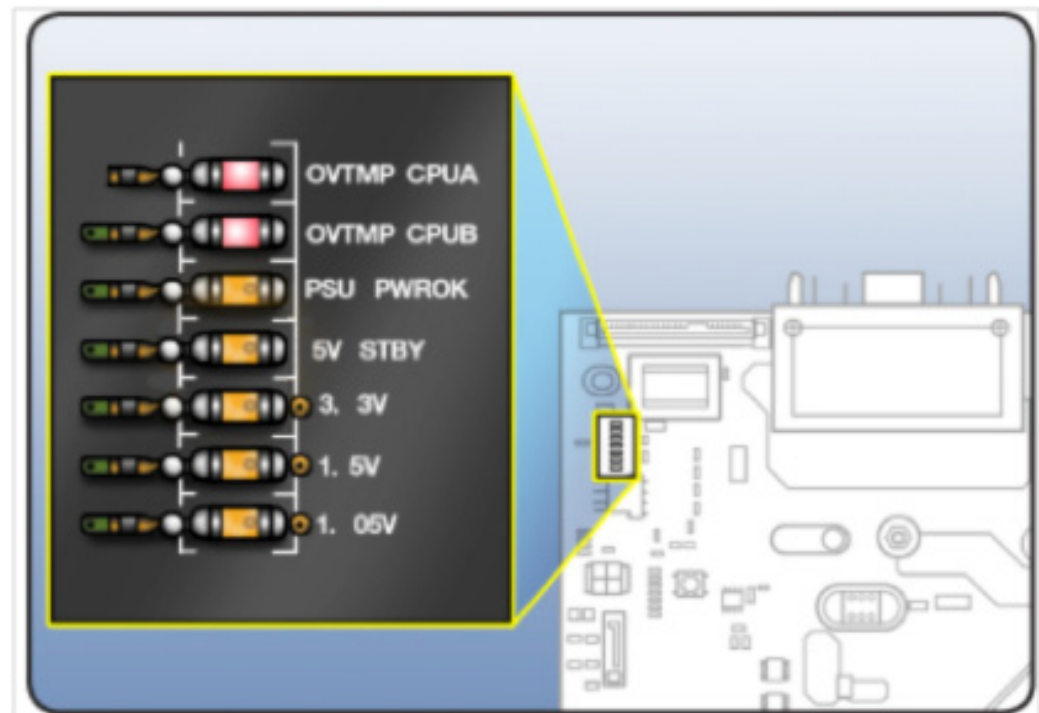 OVTMP CPUA
OVTMP CPUB
PSU PWROK
5V STBY
3. 3V
1. 5V
1. 05V